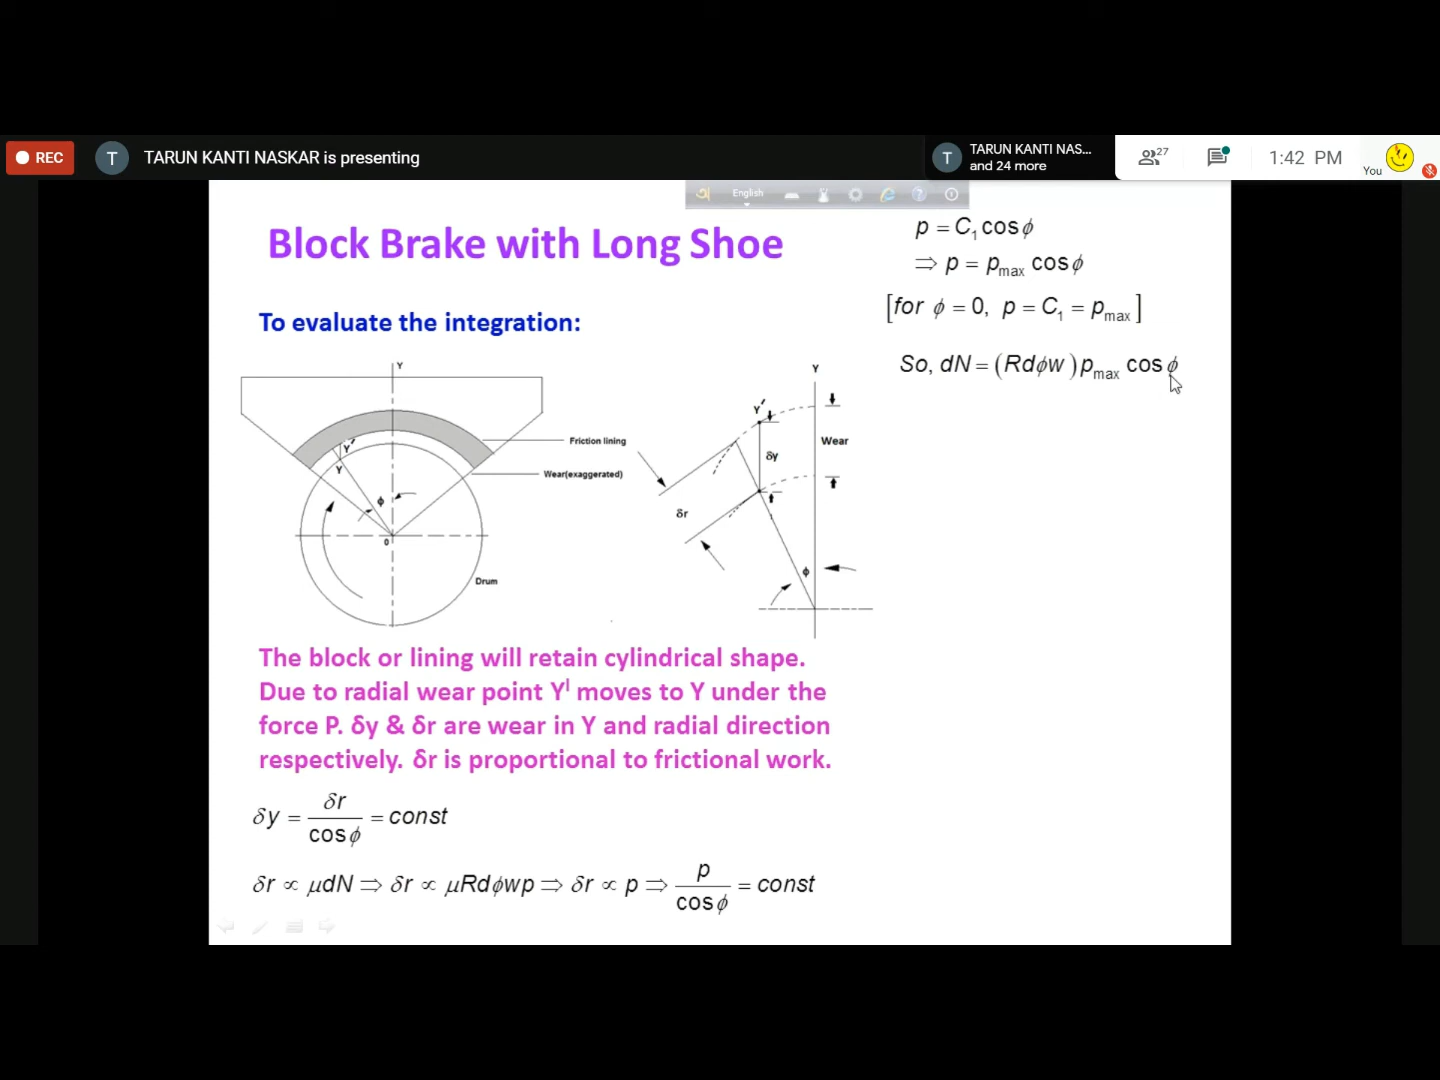 REC
T
TARUN KANTI NASKAR is presenting
T
TARUN KANTI NAS...
and 24 more
27
1:42 PM
You
অ
English
Block Brake with Long Shoe
To evaluate the integration:
Y
Y′
Y
ϕ
0
Friction lining
Wear(exaggerated)
Drum
Y
Y′
Wear
δy
δr
ϕ
The block or lining will retain cylindrical shape.
Due to radial wear point Yˡ moves to Y under the
force P. δy & δr are wear in Y and radial direction
respectively. δr is proportional to frictional work.
δy = δr / cos ϕ = const
δr ∝ μdN ⇒ δr ∝ μRdϕwp ⇒ δr ∝ p ⇒ p / cos ϕ = const
p = C₁ cos ϕ
⇒ p = pmax cos ϕ
[for ϕ = 0, p = C₁ = pmax]
So, dN = (Rdϕw) pmax cos ϕ